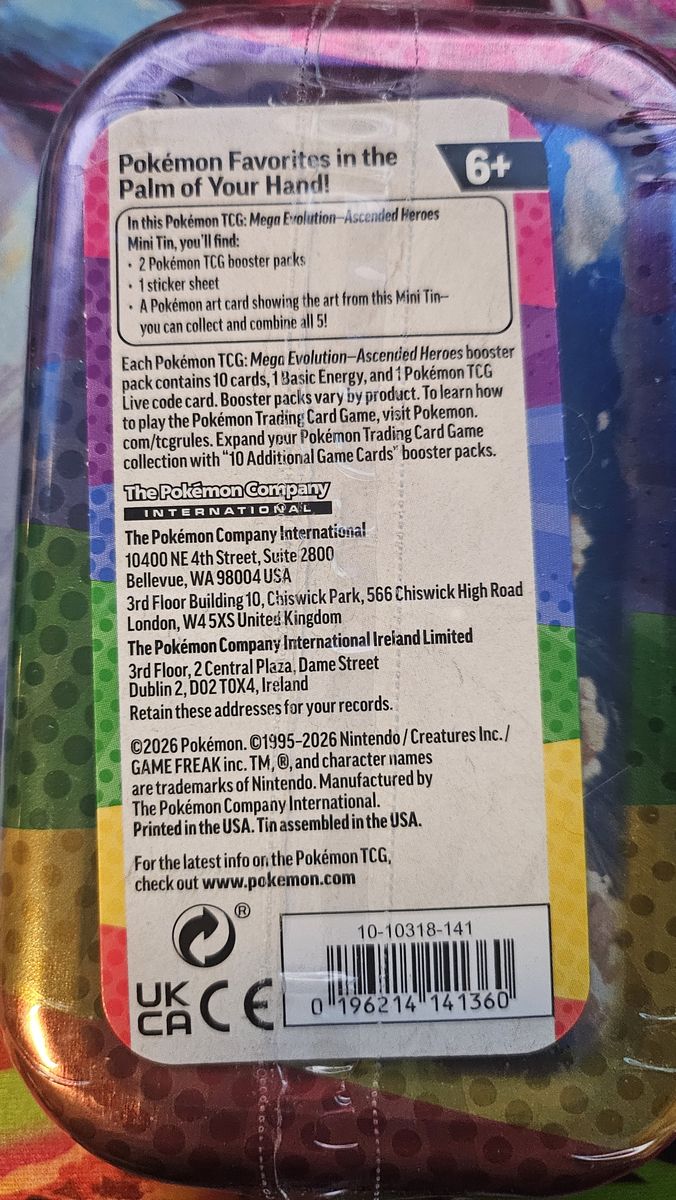 Pokémon Favorites in the
Palm of Your Hand!
6+
In this Pokémon TCG: Mega Evolution—Ascended Heroes
Mini Tin, you'll find:
• 2 Pokémon TCG booster packs
• 1 sticker sheet
• A Pokémon art card showing the art from this Mini Tin—
you can collect and combine all 5!
Each Pokémon TCG: Mega Evolution—Ascended Heroes booster
pack contains 10 cards, 1 Basic Energy, and 1 Pokémon TCG
Live code card. Booster packs vary by product. To learn how
to play the Pokémon Trading Card Game, visit Pokemon.
com/tcgrules. Expand your Pokémon Trading Card Game
collection with "10 Additional Game Cards" booster packs.
The Pokémon Company
INTERNATIONAL
The Pokémon Company International
10400 NE 4th Street, Suite 2800
Bellevue, WA 98004 USA
3rd Floor Building 10, Chiswick Park, 566 Chiswick High Road
London, W4 5XS United Kingdom
The Pokémon Company International Ireland Limited
3rd Floor, 2 Central Plaza, Dame Street
Dublin 2, D02 T0X4, Ireland
Retain these addresses for your records.
©2026 Pokémon. ©1995–2026 Nintendo / Creatures Inc. /
GAME FREAK inc. TM, ®, and character names
are trademarks of Nintendo. Manufactured by
The Pokémon Company International.
Printed in the USA. Tin assembled in the USA.
For the latest info on the Pokémon TCG,
check out www.pokemon.com
®
10-10318-141
0 196214 141360
UK
CA CE